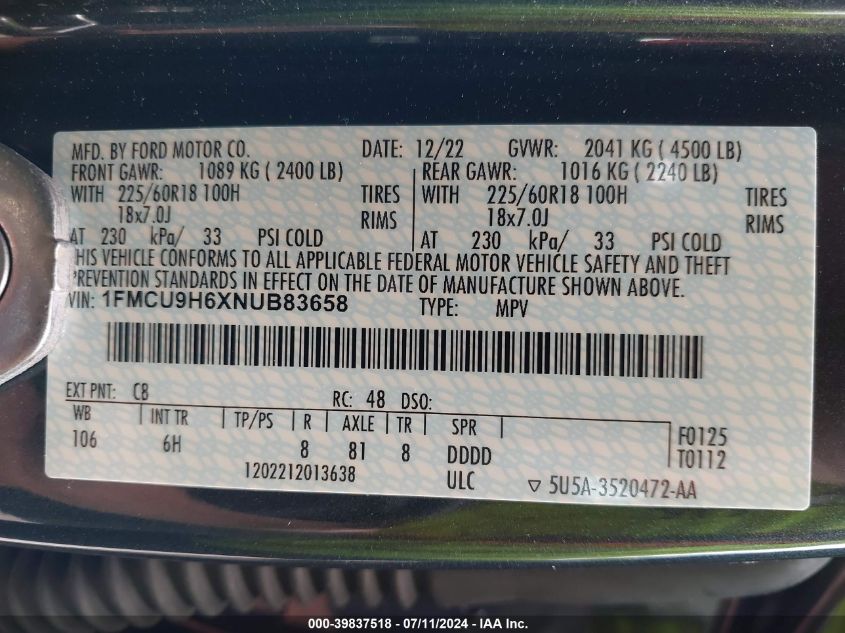 MFD. BY FORD MOTOR CO. DATE: 12/22 GVWR: 2041 KG ( 4500 LB)
FRONT GAWR: 1089 KG ( 2400 LB) REAR GAWR: 1016 KG ( 2240 LB)
WITH 225/60R18 100H TIRES WITH 225/60R18 100H TIRES
18x7.0J RIMS 18x7.0J RIMS
AT 230 kPa/ 33 PSI COLD AT 230 kPa/ 33 PSI COLD
THIS VEHICLE CONFORMS TO ALL APPLICABLE FEDERAL MOTOR VEHICLE SAFETY AND THEFT
PREVENTION STANDARDS IN EFFECT ON THE DATE OF MANUFACTURE SHOWN ABOVE.
VIN: 1FMCU9H6XNUB83658 TYPE: MPV
EXT PNT: C8 RC: 48 DSO:
WB INT TR TP/PS R AXLE TR SPR F0125
106 6H 8 81 8 DDDD T0112
1202212013638 ULC ▽ 5U5A-3520472-AA
000-39837518 - 07/11/2024 - IAA Inc.